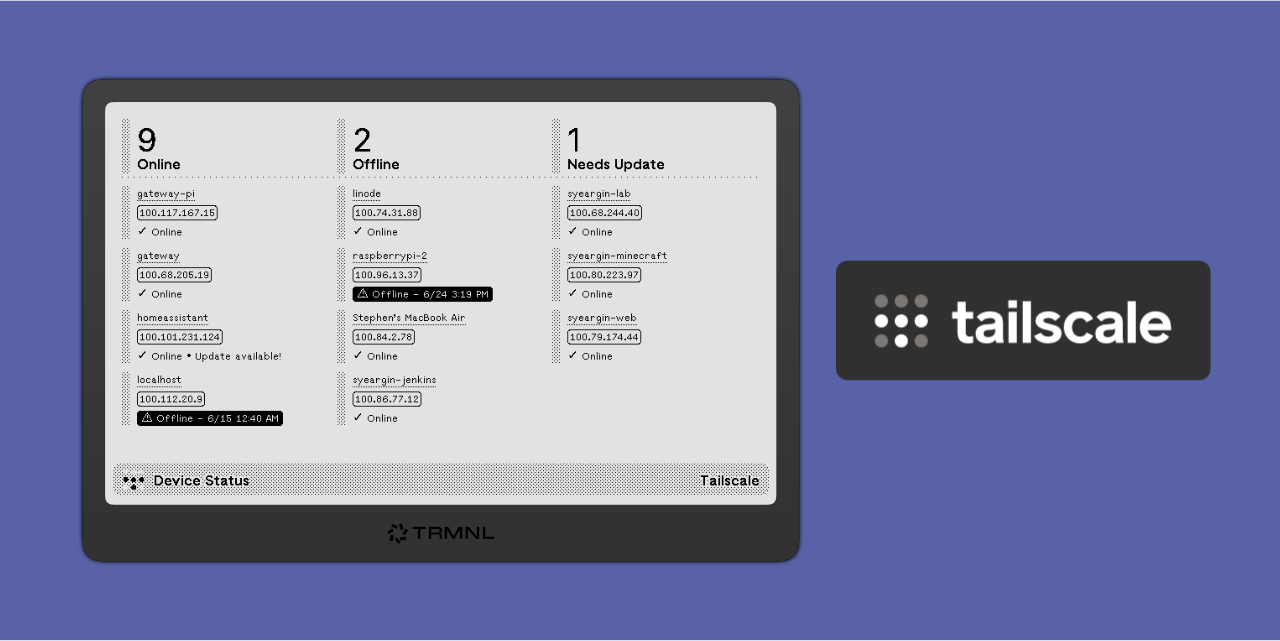 9
Online
2
Offline
1
Needs Update
gateway-pi
100.117.167.15
✓ Online
gateway
100.68.205.19
✓ Online
homeassistant
100.101.231.124
✓ Online • Update available!
localhost
100.112.20.9
⚠ Offline - 6/15 12:40 AM
linode
100.74.31.88
✓ Online
raspberrypi-2
100.96.13.37
⚠ Offline - 6/24 3:19 PM
Stephen's MacBook Air
100.84.2.78
✓ Online
syeargin-jenkins
100.86.77.12
✓ Online
syeargin-lab
100.68.244.40
✓ Online
syeargin-minecraft
100.80.223.97
✓ Online
syeargin-web
100.79.174.44
✓ Online
Device Status
Tailscale
TRMNL
tailscale